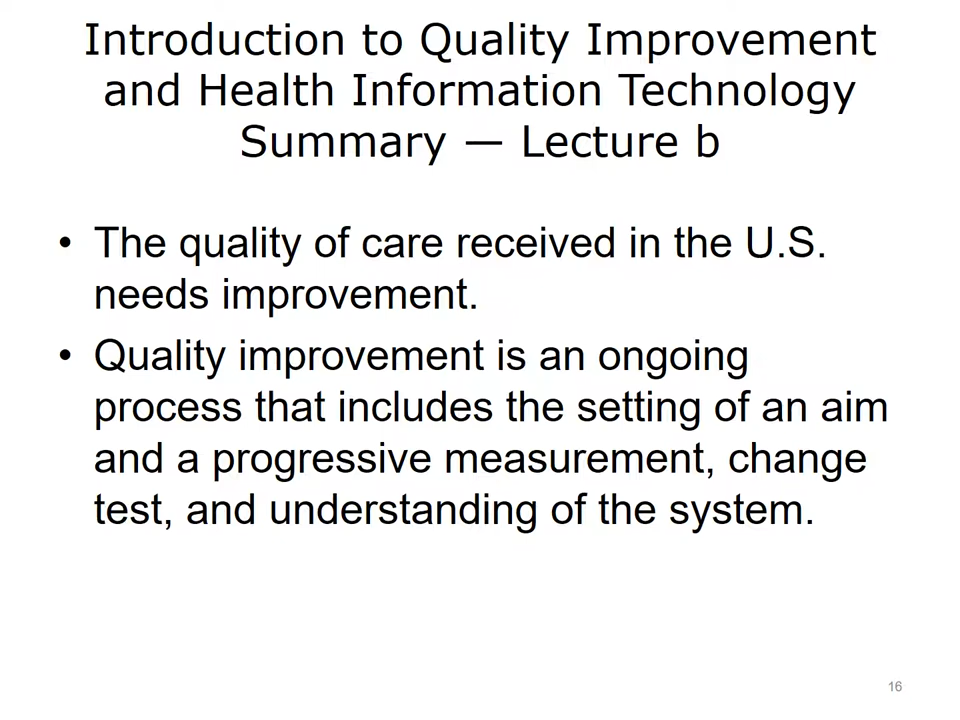 Introduction to Quality Improvement
and Health Information Technology
Summary — Lecture b
• The quality of care received in the U.S.
needs improvement.
• Quality improvement is an ongoing
process that includes the setting of an aim
and a progressive measurement, change
test, and understanding of the system.
16